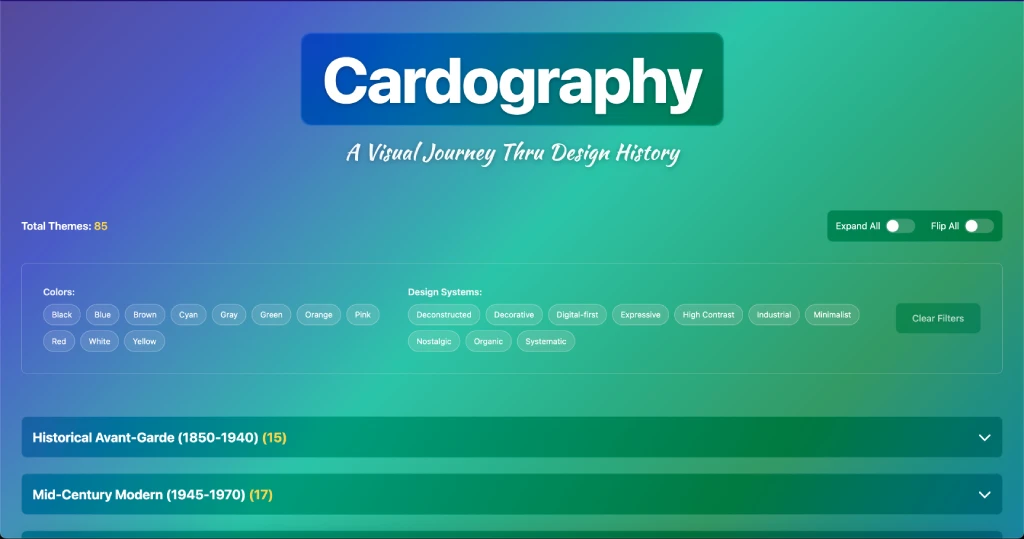 Cardography
A Visual Journey Thru Design History
Total Themes: 85
Expand All
Flip All
Colors:
Black Blue Brown Cyan Gray Green Orange Pink
Red White Yellow
Design Systems:
Deconstructed Decorative Digital-first Expressive High Contrast Industrial Minimalist
Nostalgic Organic Systematic
Clear Filters
Historical Avant-Garde (1850-1940) (15)
Mid-Century Modern (1945-1970) (17)